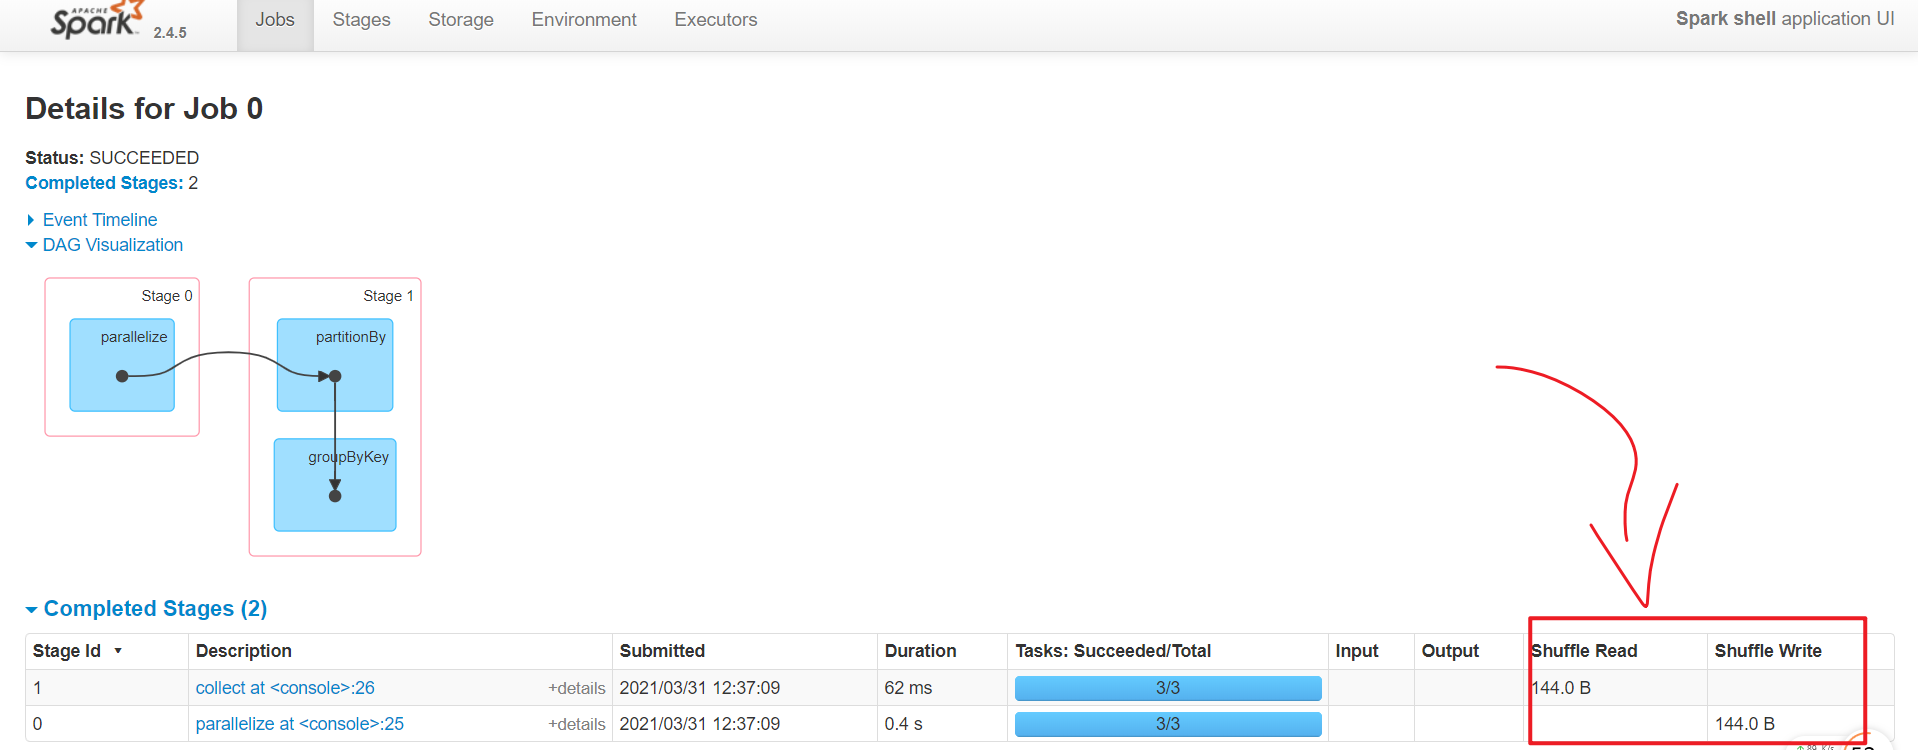 APACHE
Spark 2.4.5 Jobs Stages Storage Environment Executors Spark shell application UI
Details for Job 0
Status: SUCCEEDED
Completed Stages: 2
Event Timeline
DAG Visualization
Stage 0 Stage 1
parallelize partitionBy
groupByKey
Completed Stages (2)
Stage Id Description Submitted Duration Tasks: Succeeded/Total Input Output Shuffle Read Shuffle Write
1 collect at <console>:26 +details 2021/03/31 12:37:09 62 ms 3/3 144.0 B
0 parallelize at <console>:25 +details 2021/03/31 12:37:09 0.4 s 3/3 144.0 B